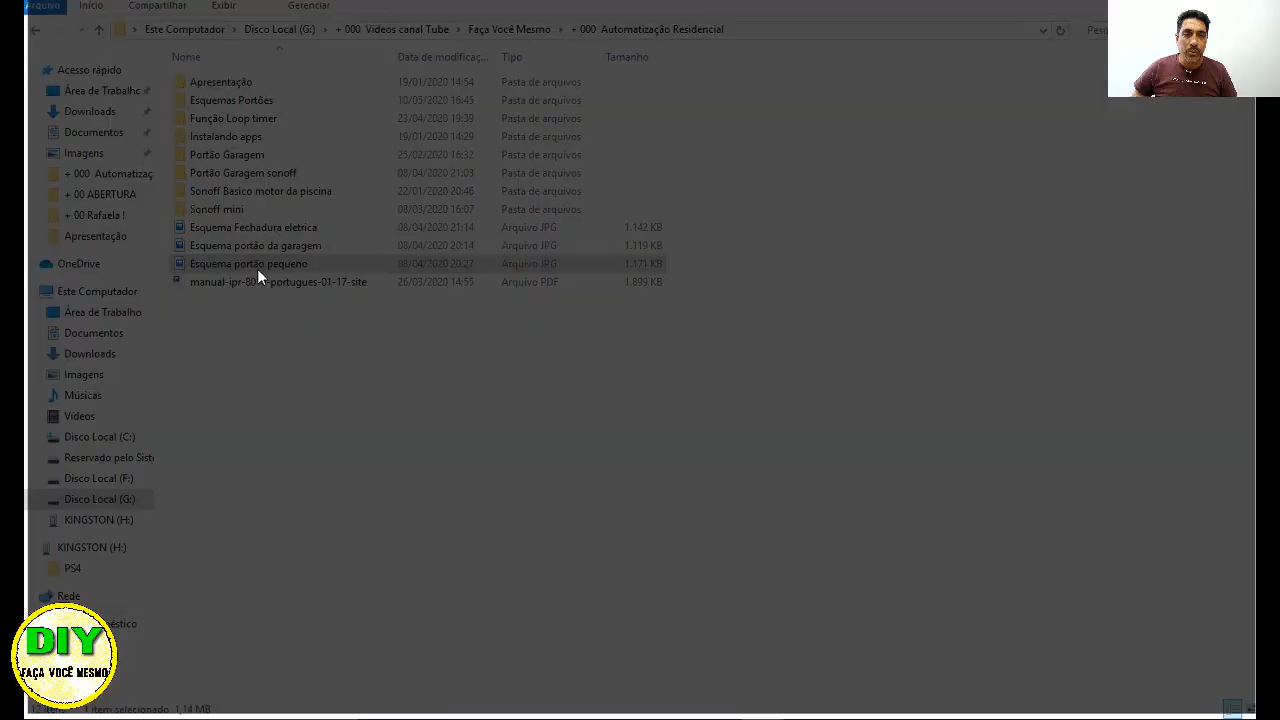 Arquivo Início Compartilhar Exibir Gerenciar
Este Computador Disco Local (G:) + 000 Videos canal Tube Faça Você Mesmo + 000 Automatização Residencial
Nome Data de modificaç... Tipo Tamanho
Acesso rápido
Área de Trabalho
Downloads
Documentos
Imagens
+ 000 Automatizaç
+ 00 ABERTURA
+ 00 Rafaela !
Apresentação
OneDrive
Este Computador
Área de Trabalho
Documentos
Downloads
Imagens
Músicas
Vídeos
Disco Local (C:)
Reservado pelo Siste
Disco Local (F:)
Disco Local (G:)
KINGSTON (H:)
KINGSTON (H:)
PS4
Rede
Apresentação 19/01/2020 14:54 Pasta de arquivos
Esquemas Portões 10/05/2020 16:45 Pasta de arquivos
Função Loop timer 23/04/2020 19:39 Pasta de arquivos
Instalando apps 19/01/2020 14:29 Pasta de arquivos
Portão Garagem 25/02/2020 16:32 Pasta de arquivos
Portão Garagem sonoff 08/04/2020 21:03 Pasta de arquivos
Sonoff Basico motor da piscina 22/01/2020 20:46 Pasta de arquivos
Sonoff mini 08/03/2020 16:07 Pasta de arquivos
Esquema Fechadura eletrica 08/04/2020 21:14 Arquivo JPG 1.142 KB
Esquema portão da garagem 08/04/2020 20:14 Arquivo JPG 1.119 KB
Esquema portão pequeno 08/04/2020 20:27 Arquivo JPG 1.171 KB
26/03/2020 14:55 Arquivo PDF 1.899 KB
DIY
FAÇA VOCÊ MESMO
1 item selecionado 1,14 MB